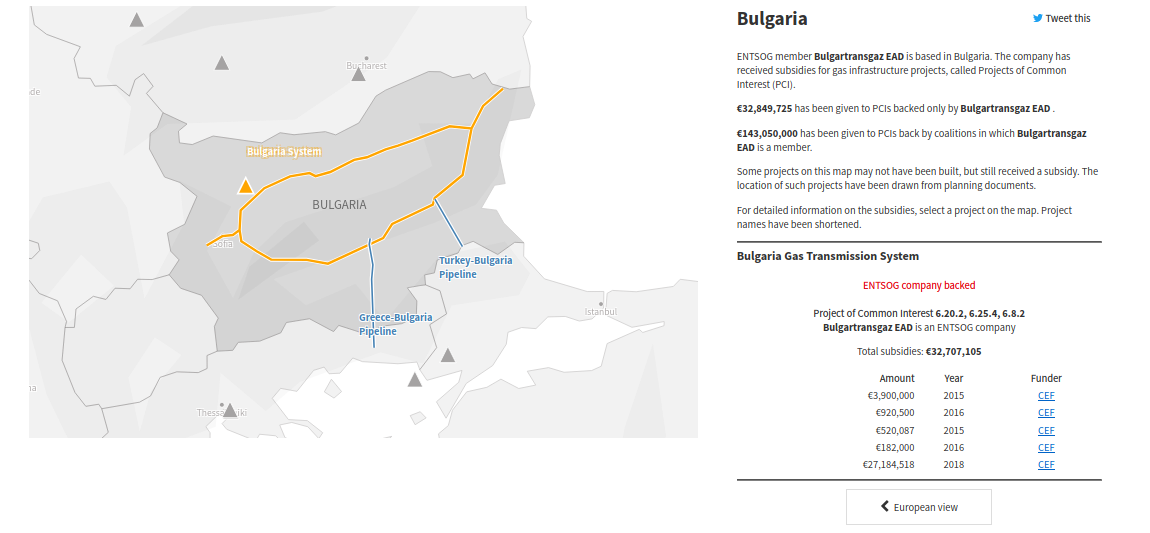 Bucharest
de
Bulgaria System
BULGARIA
Sofia
Turkey-Bulgaria
Pipeline
Istanbul
Greece-Bulgaria
Pipeline
na
Bulgaria
Tweet this
ENTSOG member Bulgartransgaz EAD is based in Bulgaria. The company has
received subsidies for gas infrastructure projects, called Projects of Common
Interest (PCI).
€32,849,725 has been given to PCIs backed only by Bulgartransgaz EAD .
€143,050,000 has been given to PCIs back by coalitions in which Bulgartransgaz
EAD is a member.
Some projects on this map may not have been built, but still received a subsidy. The
location of such projects have been drawn from planning documents.
For detailed information on the subsidies, select a project on the map. Project
names have been shortened.
Bulgaria Gas Transmission System
ENTSOG company backed
Project of Common Interest 6.20.2, 6.25.4, 6.8.2
Bulgartransgaz EAD is an ENTSOG company
Total subsidies: €32,707,105
Amount Year Funder
€3,900,000 2015 CEF
€920,500 2016 CEF
€520,087 2015 CEF
€182,000 2016 CEF
€27,184,518 2018 CEF
European view